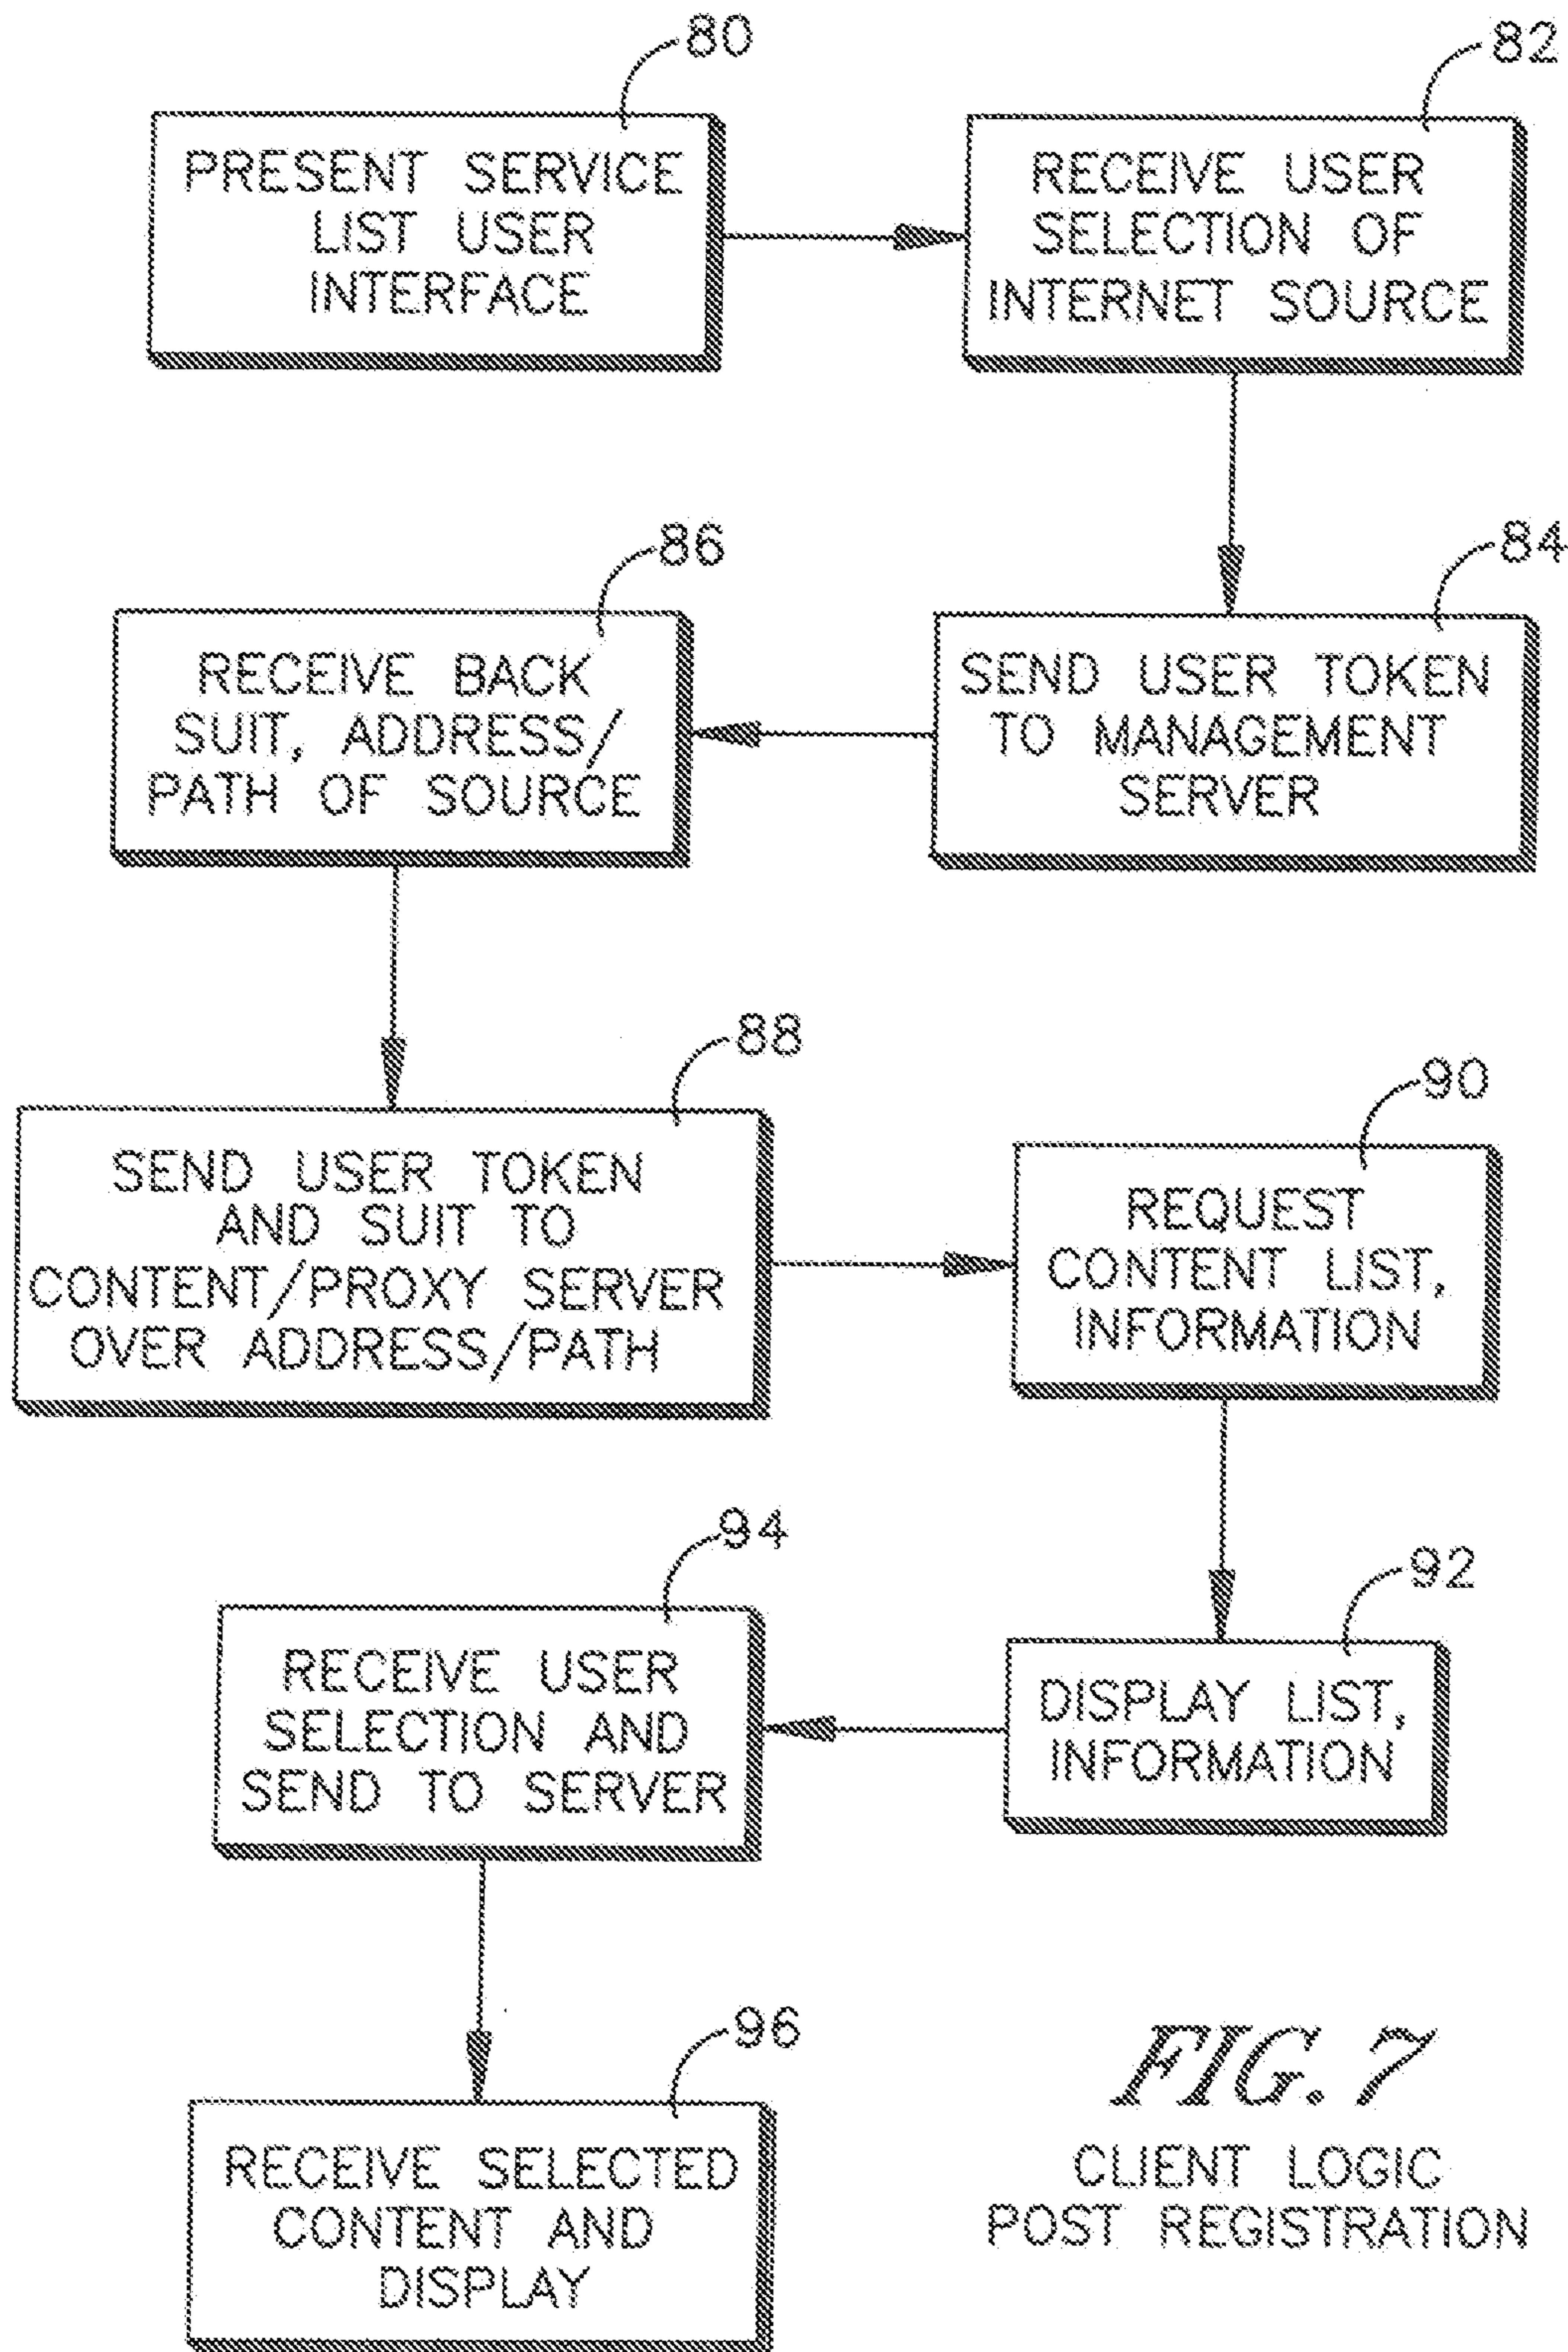 80
PRESENT SERVICE
LIST USER
INTERFACE
82
RECEIVE USER
SELECTION OF
INTERNET SOURCE
84
SEND USER TOKEN
TO MANAGEMENT
SERVER
86
RECEIVE BACK
SUIT, ADDRESS/
PATH OF SOURCE
88
SEND USER TOKEN
AND SUIT TO
CONTENT/PROXY SERVER
OVER ADDRESS/PATH
90
REQUEST
CONTENT LIST,
INFORMATION
92
DISPLAY LIST,
INFORMATION
94
RECEIVE USER
SELECTION AND
SEND TO SERVER
96
RECEIVE SELECTED
CONTENT AND
DISPLAY
FIG. 7
CLIENT LOGIC
POST REGISTRATION